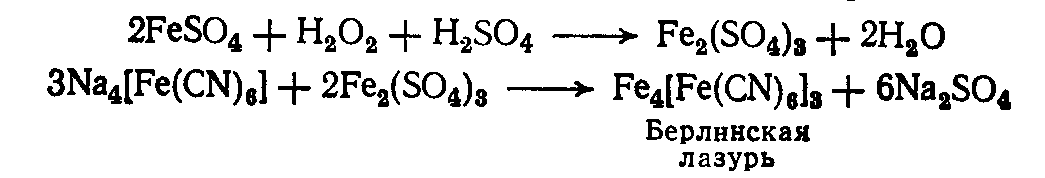 2FeSO₄ + H₂O₂ + H₂SO₄ ⟶ Fe₂(SO₄)₃ + 2H₂O
3Na₄[Fe(CN)₆] + 2Fe₂(SO₄)₃ ⟶ Fe₄[Fe(CN)₆]₃ + 6Na₂SO₄
Берлинская
лазурь